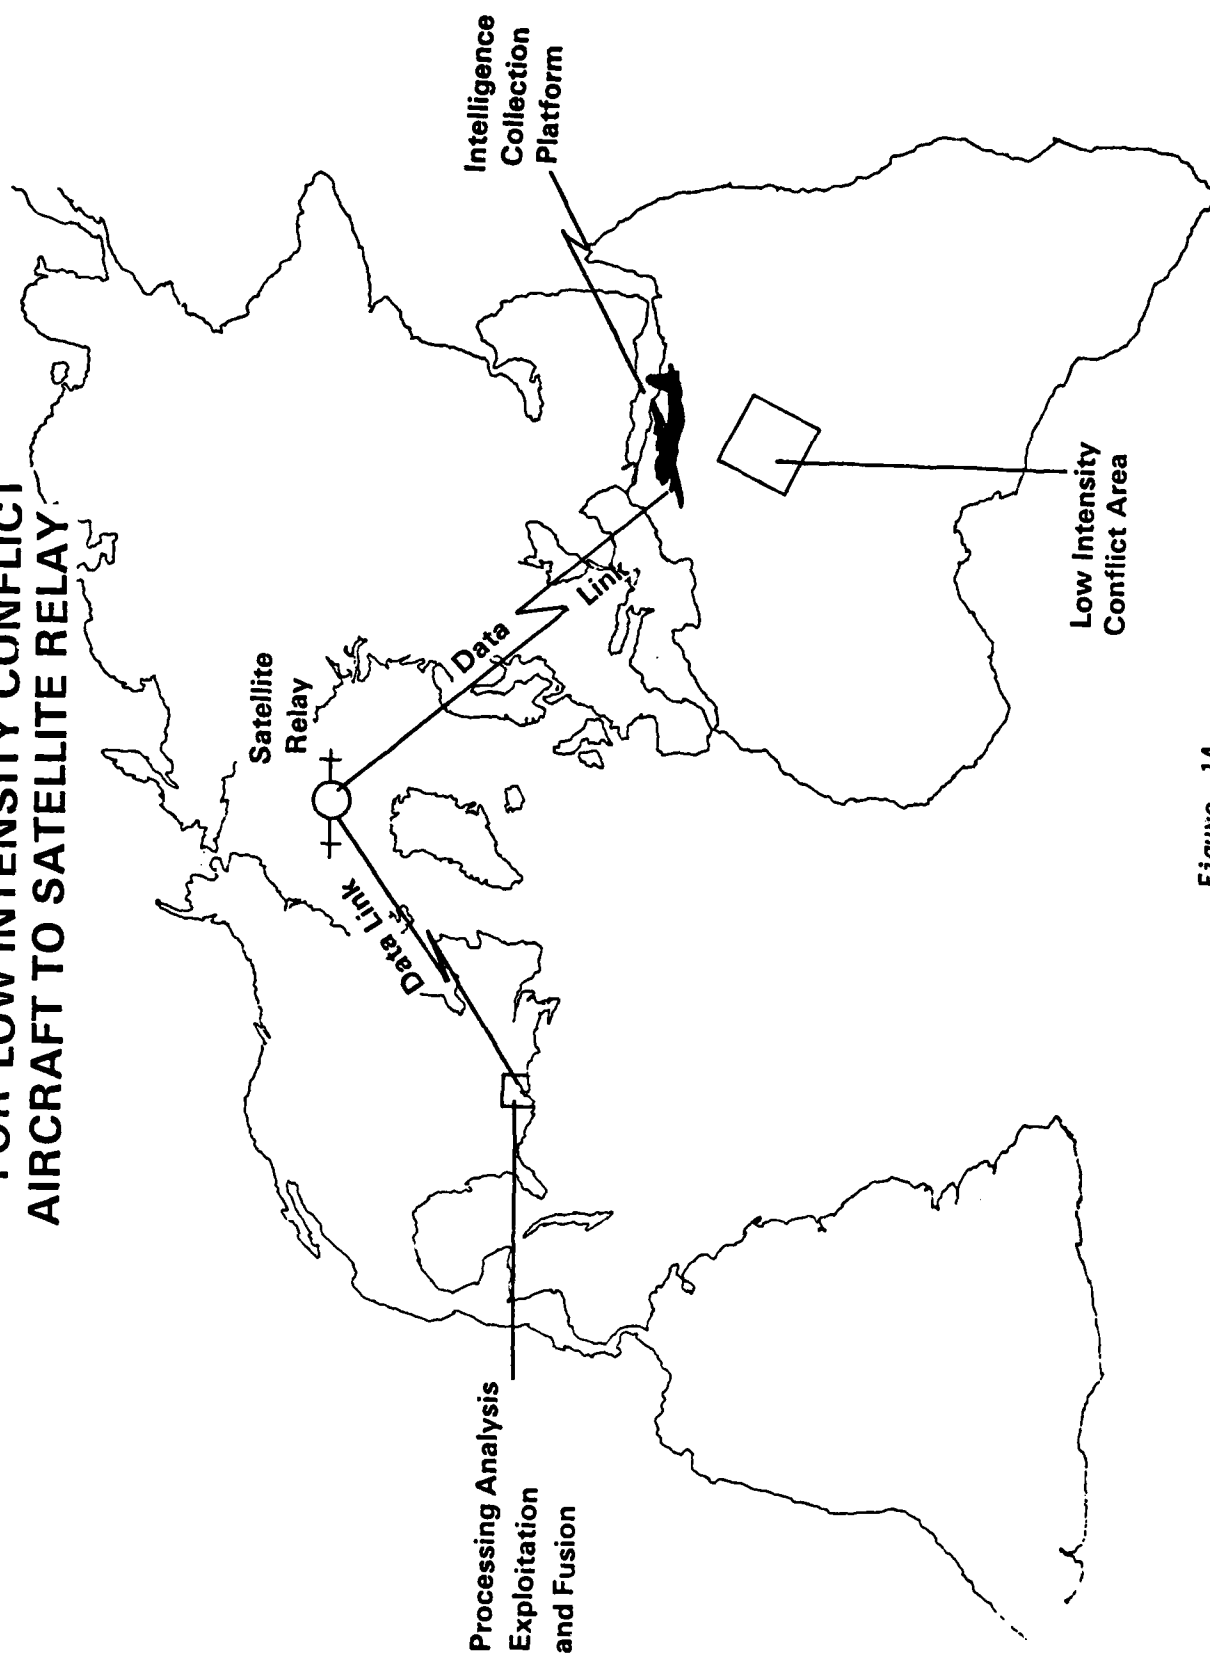 FOR LOW INTENSITY CONFLICT
AIRCRAFT TO SATELLITE RELAY
Intelligence
Collection
Platform
Satellite
Relay
Data Link
Data Link
Processing Analysis
Exploitation
and Fusion
Low Intensity
Conflict Area
Figure 14